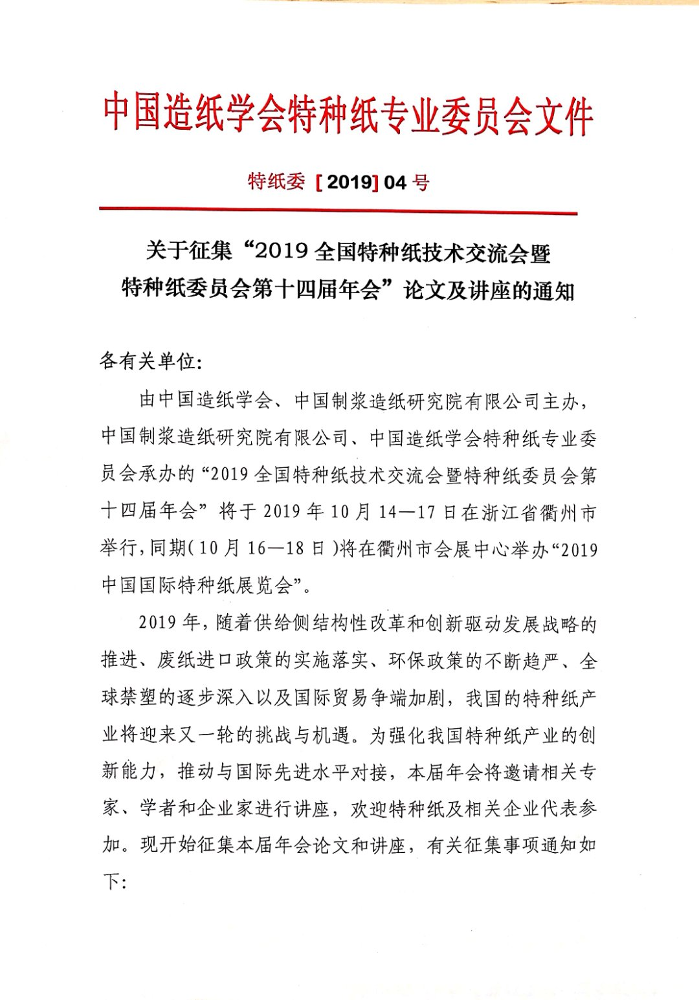 中国造纸学会特种纸专业委员会文件
特纸委 [ 2019] 04 号
关于征集“2019 全国特种纸技术交流会暨
特种纸委员会第十四届年会”论文及讲座的通知
各有关单位:
由中国造纸学会、中国制浆造纸研究院有限公司主办，
中国制浆造纸研究院有限公司、中国造纸学会特种纸专业委
员会承办的“2019 全国特种纸技术交流会暨特种纸委员会第
十四届年会” 将于 2019 年 10 月 14—17 日在浙江省衢州市
举行，同期( 10 月 16—18 日 )将在衢州市会展中心举办“2019
中国国际特种纸展览会”。
2019 年，随着供给侧结构性改革和创新驱动发展战略的
推进、废纸进口政策的实施落实、环保政策的不断趋严、全
球禁塑的逐步深入以及国际贸易争端加剧，我国的特种纸产
业将迎来又一轮的挑战与机遇。为强化我国特种纸产业的创
新能力，推动与国际先进水平对接，本届年会将邀请相关专
家、学者和企业家进行讲座，欢迎特种纸及相关企业代表参
加。现开始征集本届年会论文和讲座，有关征集事项通知如
下: